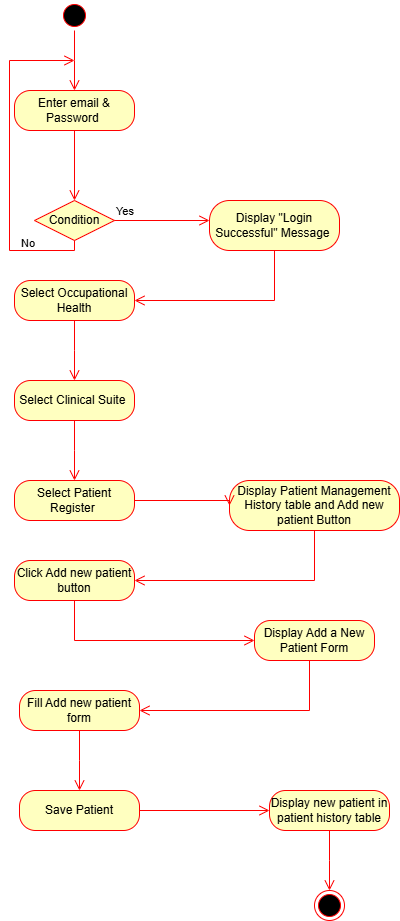 Enter email &
Password
Condition
Yes
No
Display "Login
Successful" Message
Select Occupational
Health
Select Clinical Suite
Select Patient
Register
Display Patient Management
History table and Add new
patient Button
Click Add new patient
button
Display Add a New
Patient Form
Fill Add new patient
form
Save Patient
Display new patient in
patient history table